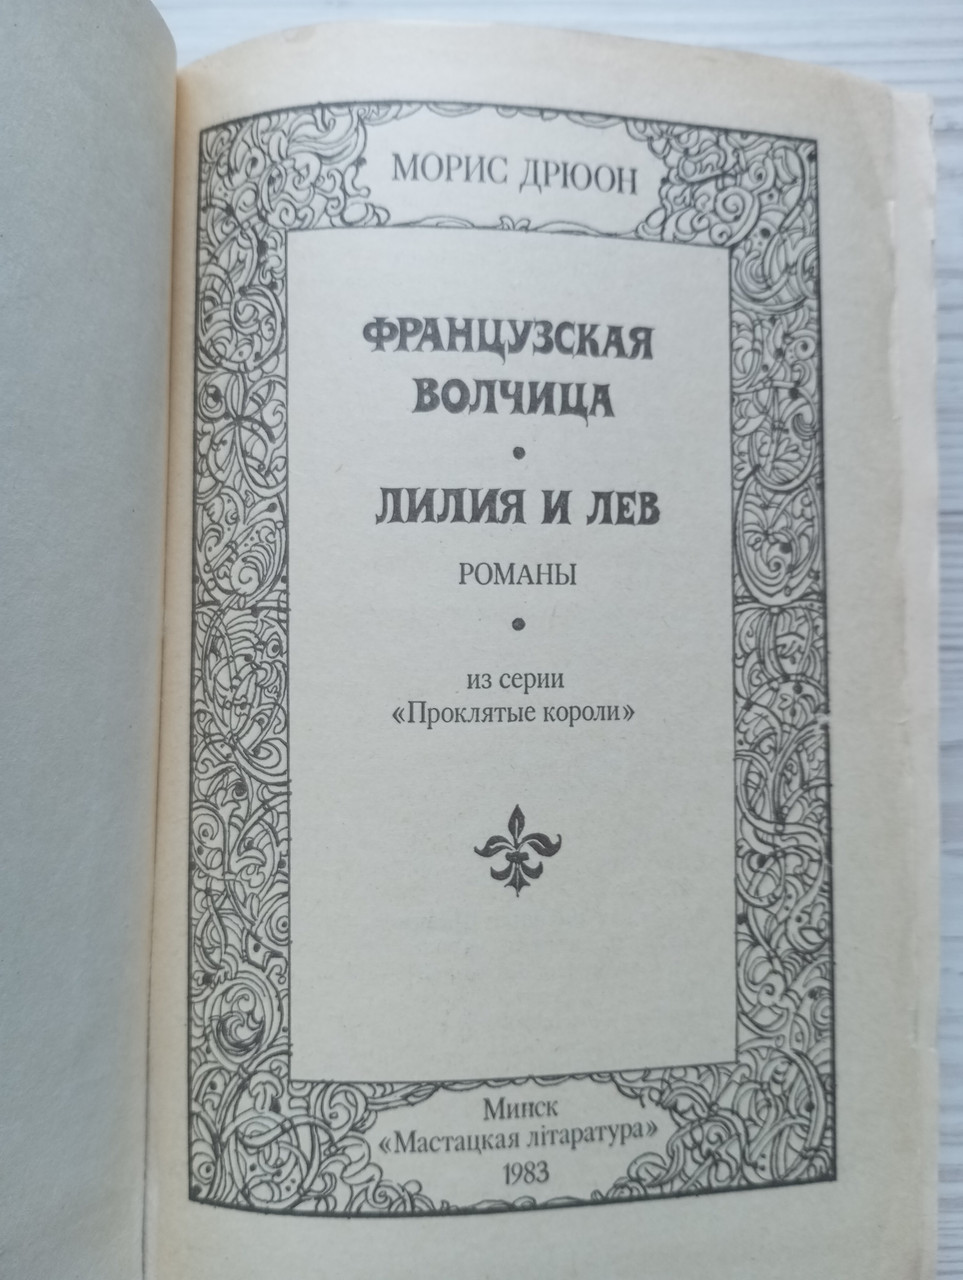 МОРИС ДРЮОН
ФРАНЦУЗСКАЯ
ВОЛЧИЦА
•
ЛИЛИЯ И ЛЕВ
РОМАНЫ
•
из серии
«Проклятые короли»
Минск
«Мастацкая літаратура»
1983